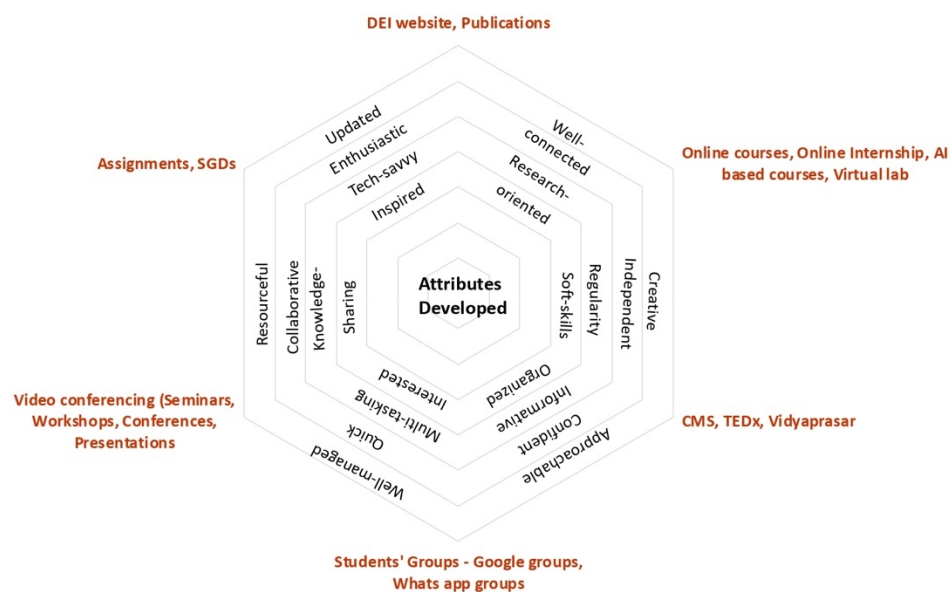 DEI website, Publications
Assignments, SGDs
Online courses, Online Internship, AI
based courses, Virtual lab
Updated
Enthusiastic
Tech-savvy
Inspired
Well-
connected
Research-
oriented
Attributes
Developed
Resourceful
Collaborative
Knowledge-
Sharing
Soft-skills
Regularity
Independent
Creative
Interested
Multi-tasking
Quick
Well-managed
Organized
Informative
Confident
Approachable
Video conferencing (Seminars,
Workshops, Conferences,
Presentations
CMS, TEDx, Vidyaprasar
Students' Groups - Google groups,
Whats app groups